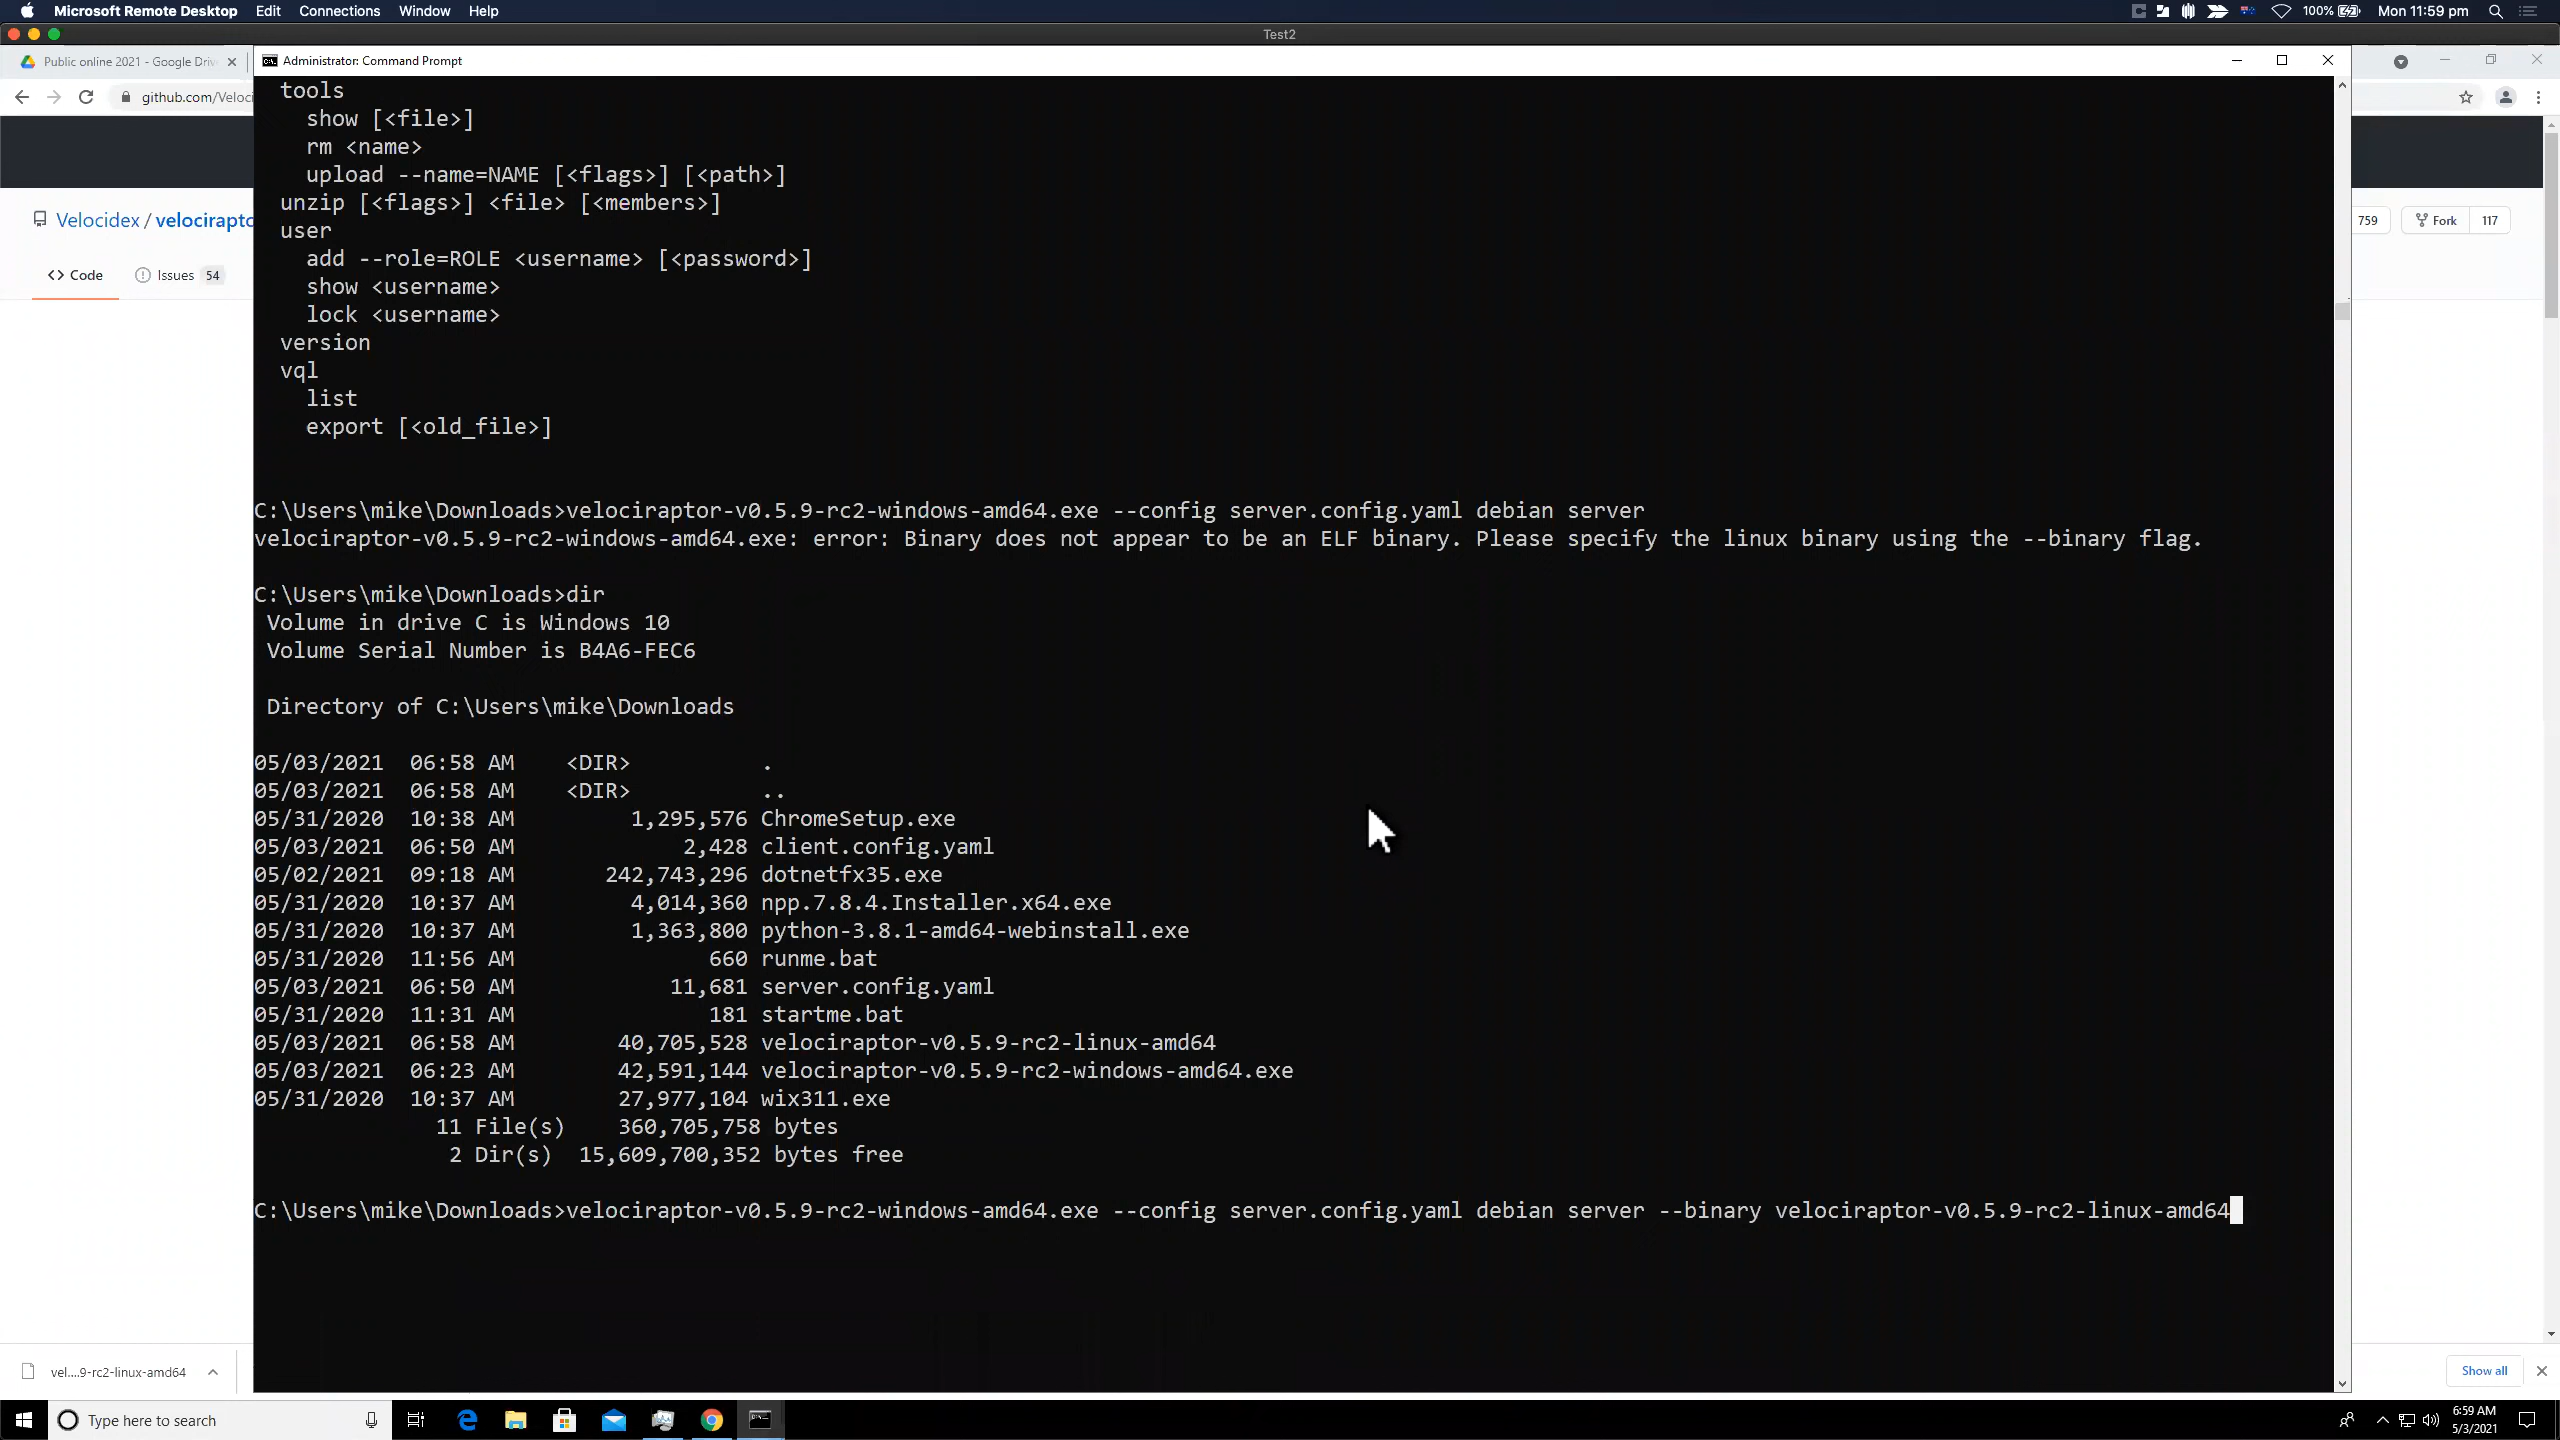 Microsoft Remote Desktop Edit Connections Window Help 100% Mon 11:59 pm
Test2
Public online 2021 - Google Driv
Administrator: Command Prompt
github.com/Veloci
Velocidex / velocirapto
759 Fork 117
Code Issues 54
tools
show [<file>]
rm <name>
upload --name=NAME [<flags>] [<path>]
unzip [<flags>] <file> [<members>]
user
add --role=ROLE <username> [<password>]
show <username>
lock <username>
version
vql
list
export [<old_file>]
C:\Users\mike\Downloads>velociraptor-v0.5.9-rc2-windows-amd64.exe --config server.config.yaml debian server
velociraptor-v0.5.9-rc2-windows-amd64.exe: error: Binary does not appear to be an ELF binary. Please specify the linux binary using the --binary flag.
C:\Users\mike\Downloads>dir
Volume in drive C is Windows 10
Volume Serial Number is B4A6-FEC6
Directory of C:\Users\mike\Downloads
05/03/2021 06:58 AM <DIR> .
05/03/2021 06:58 AM <DIR> ..
05/31/2020 10:38 AM 1,295,576 ChromeSetup.exe
05/03/2021 06:50 AM 2,428 client.config.yaml
05/02/2021 09:18 AM 242,743,296 dotnetfx35.exe
05/31/2020 10:37 AM 4,014,360 npp.7.8.4.Installer.x64.exe
05/31/2020 10:37 AM 1,363,800 python-3.8.1-amd64-webinstall.exe
05/31/2020 11:56 AM 660 runme.bat
05/03/2021 06:50 AM 11,681 server.config.yaml
05/31/2020 11:31 AM 181 startme.bat
05/03/2021 06:58 AM 40,705,528 velociraptor-v0.5.9-rc2-linux-amd64
05/03/2021 06:23 AM 42,591,144 velociraptor-v0.5.9-rc2-windows-amd64.exe
05/31/2020 10:37 AM 27,977,104 wix311.exe
11 File(s) 360,705,758 bytes
2 Dir(s) 15,609,700,352 bytes free
C:\Users\mike\Downloads>velociraptor-v0.5.9-rc2-windows-amd64.exe --config server.config.yaml debian server --binary velociraptor-v0.5.9-rc2-linux-amd64
vel....9-rc2-linux-amd64
Show all
Type here to search
6:59 AM
5/3/2021